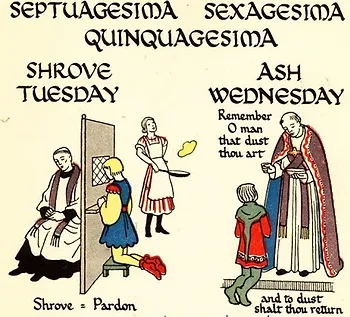 SEPTUAGESIMA SEXAGESIMA
QUINQUAGESIMA
SHROVE
TUESDAY
Shrove = Pardon
ASH
WEDNESDAY
Remember
O man
that dust
thou art
and to dust
shalt thou return